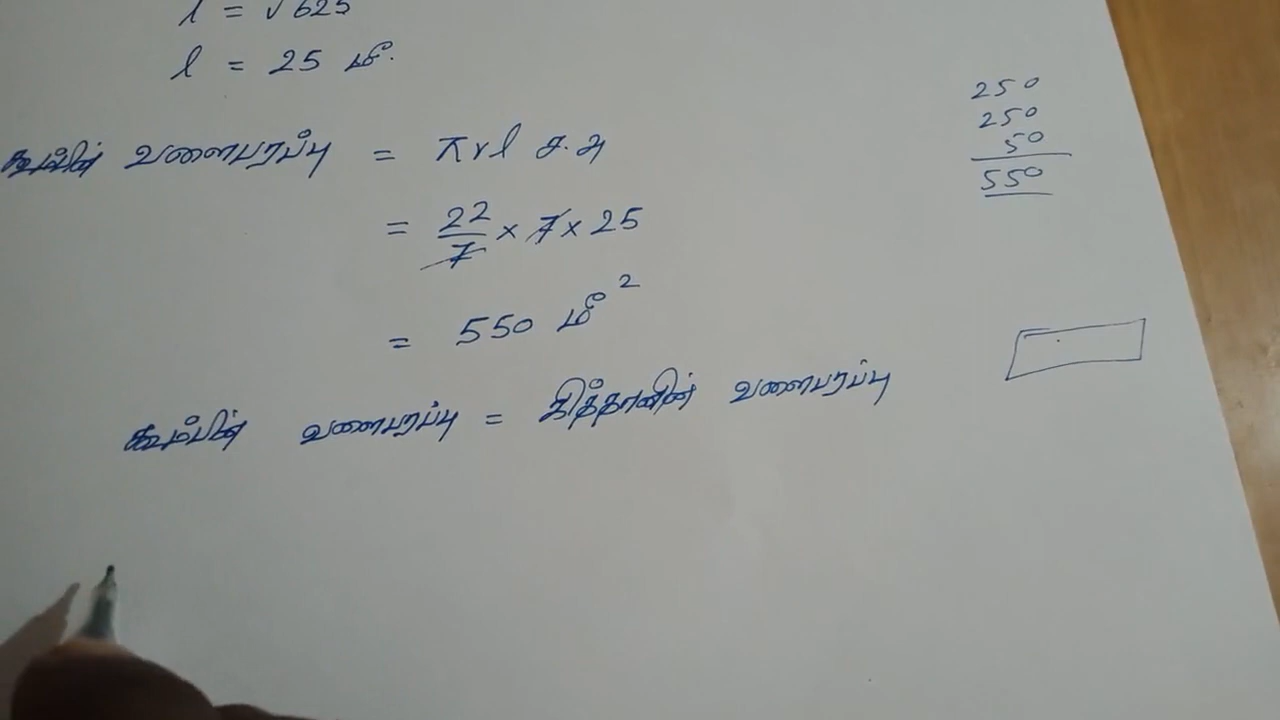 l = √625
l = 25 மீ.
250
250
50
550
கூம்பின் வளைபரப்பு = πrl ச.அ
= 22/7 × 7 × 25
= 550 மீ²
கூம்பின் வளைபரப்பு = கித்தானின் வளைபரப்பு